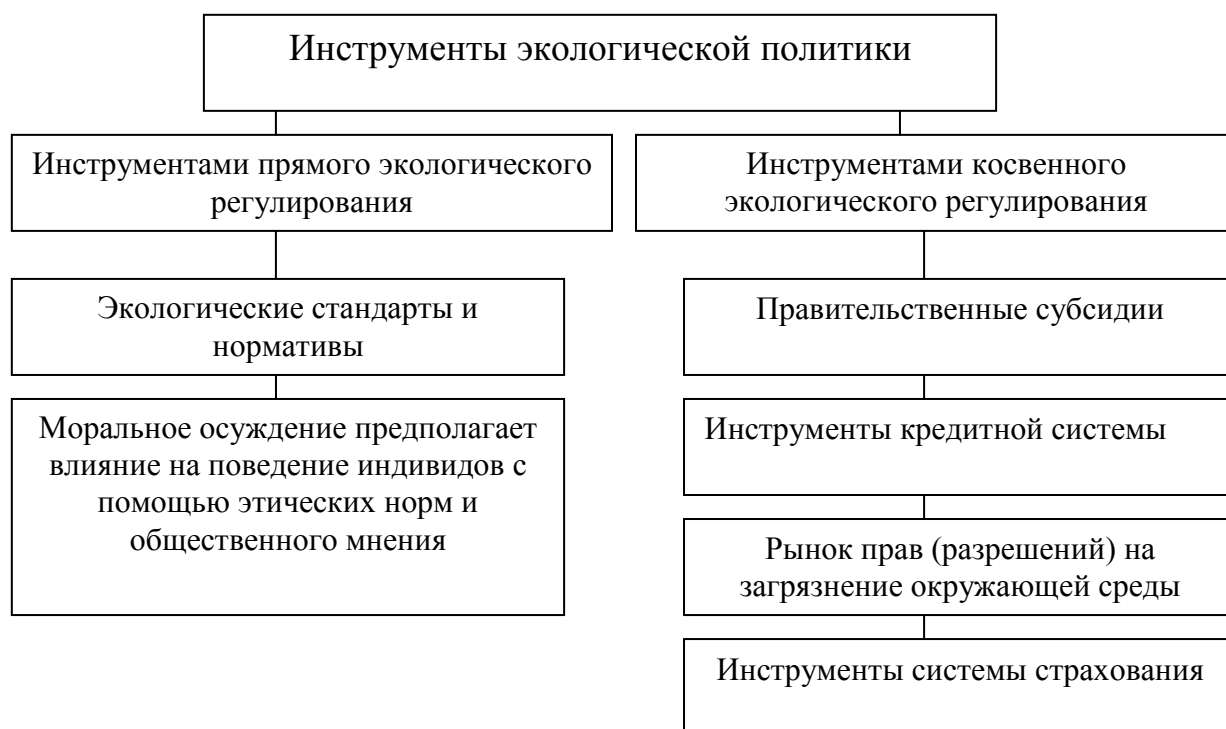 Инструменты экологической политики
Инструментами прямого экологического
регулирования
Инструментами косвенного
экологического регулирования
Экологические стандарты и
нормативы
Правительственные субсидии
Моральное осуждение предполагает
влияние на поведение индивидов с
помощью этических норм и
общественного мнения
Инструменты кредитной системы
Рынок прав (разрешений) на
загрязнение окружающей среды
Инструменты системы страхования